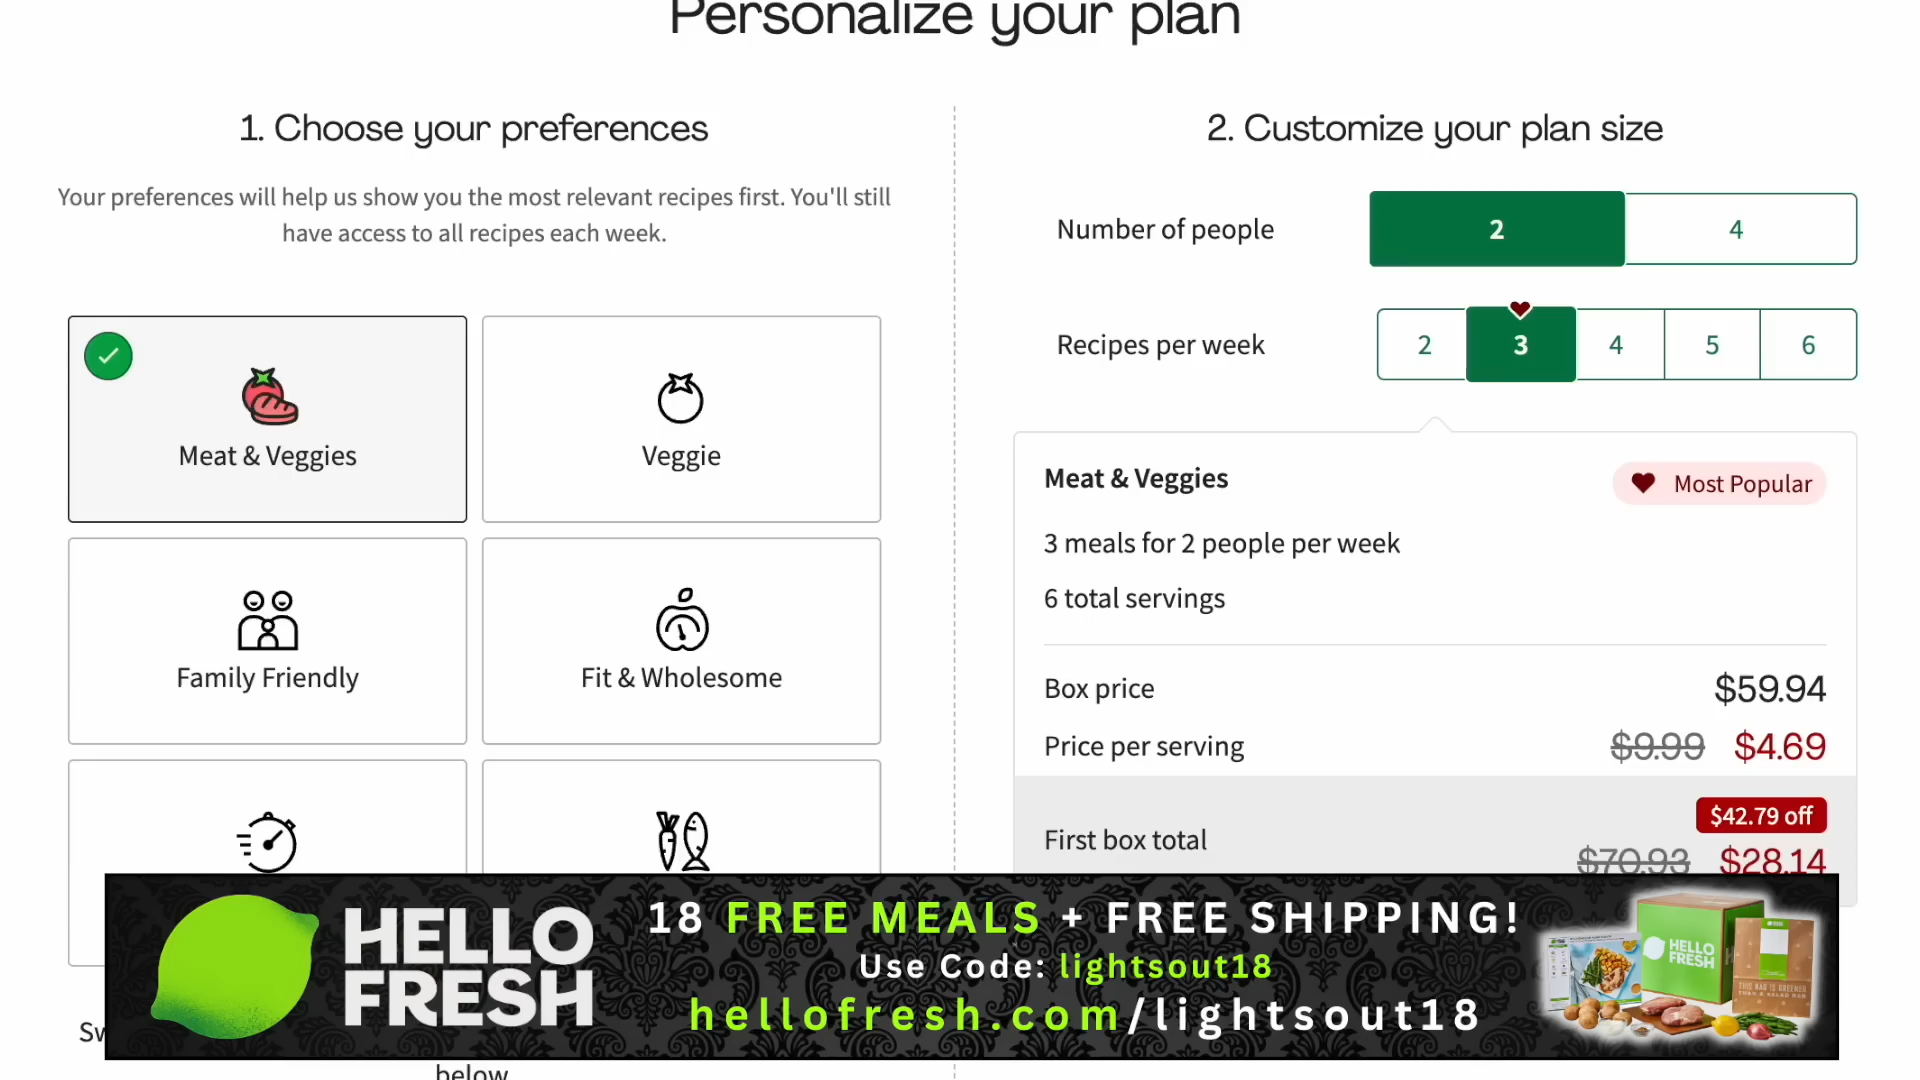 Personalize your plan
1. Choose your preferences
Your preferences will help us show you the most relevant recipes first. You'll still
have access to all recipes each week.
Meat & Veggies
Veggie
Family Friendly
Fit & Wholesome
2. Customize your plan size
Number of people
2
4
Recipes per week
2
3
4
5
6
Meat & Veggies
Most Popular
3 meals for 2 people per week
6 total servings
Box price
$59.94
Price per serving
$9.99 $4.69
$42.79 off
First box total
$70.93 $28.14
HELLO
FRESH
18 FREE MEALS + FREE SHIPPING!
Use Code: lightsout18
hellofresh.com/lightsout18
HELLO
FRESH
below